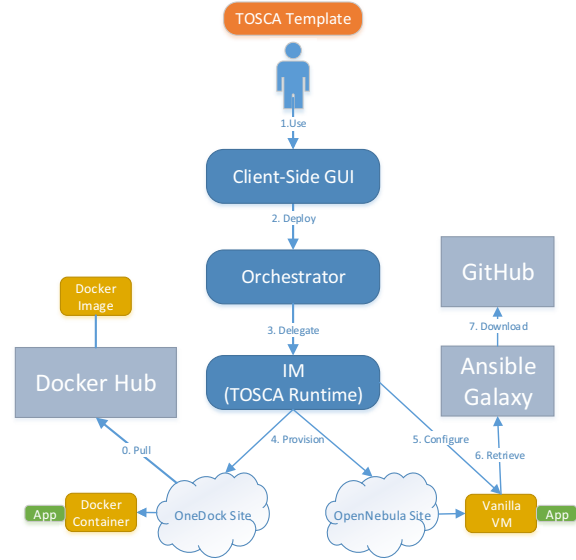 TOSCA Template
1.Use
Client-Side GUI
2. Deploy
Orchestrator
GitHub
Docker
Image
3. Delegate
7. Download
Docker Hub
IM
(TOSCA Runtime)
Ansible
Galaxy
0. Pull
4. Provision
5. Configure
6. Retrieve
App
Docker
Container
OneDock Site
OpenNebula Site
Vanilla
VM
App